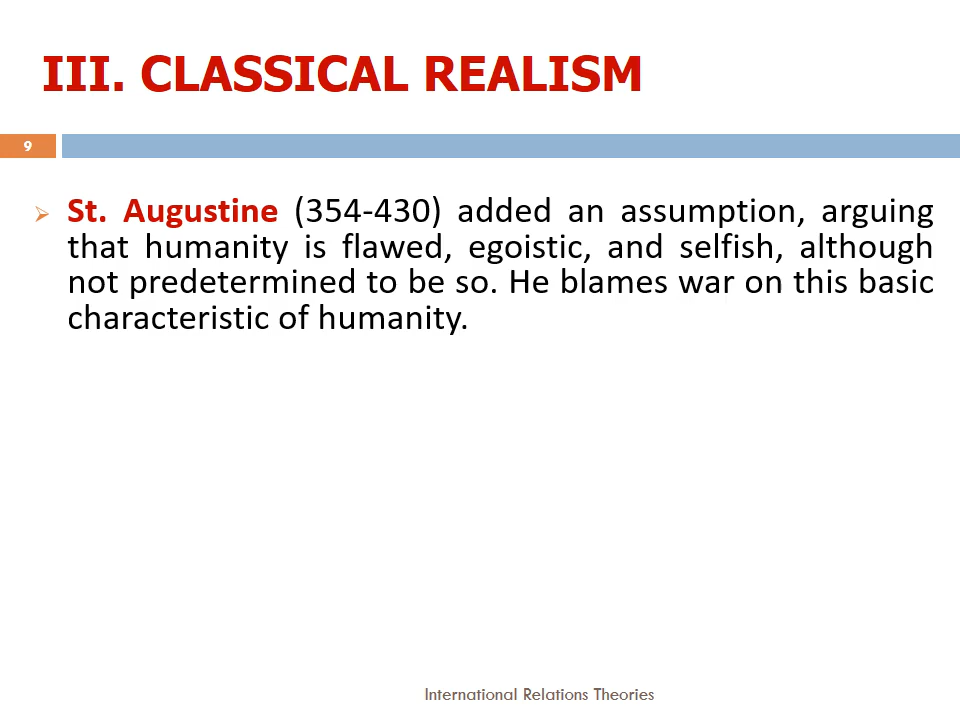 III. CLASSICAL REALISM
9
St. Augustine (354-430) added an assumption, arguing
that humanity is flawed, egoistic, and selfish, although
not predetermined to be so. He blames war on this basic
characteristic of humanity.
International Relations Theories